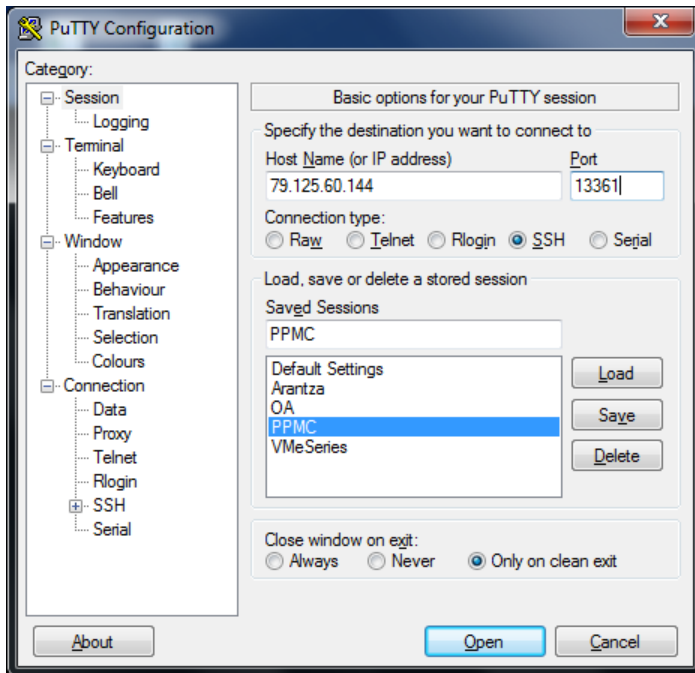 PuTTY Configuration
Category:
Session
Logging
Terminal
Keyboard
Bell
Features
Window
Appearance
Behaviour
Translation
Selection
Colours
Connection
Data
Proxy
Telnet
Rlogin
SSH
Serial
Basic options for your PuTTY session
Specify the destination you want to connect to
Host Name (or IP address) Port
79.125.60.144 13361
Connection type:
Raw Telnet Rlogin SSH Serial
Load, save or delete a stored session
Saved Sessions
PPMC
Default Settings
Arantza
OA
PPMC
VMeSeries
Load
Save
Delete
Close window on exit:
Always Never Only on clean exit
About Open Cancel